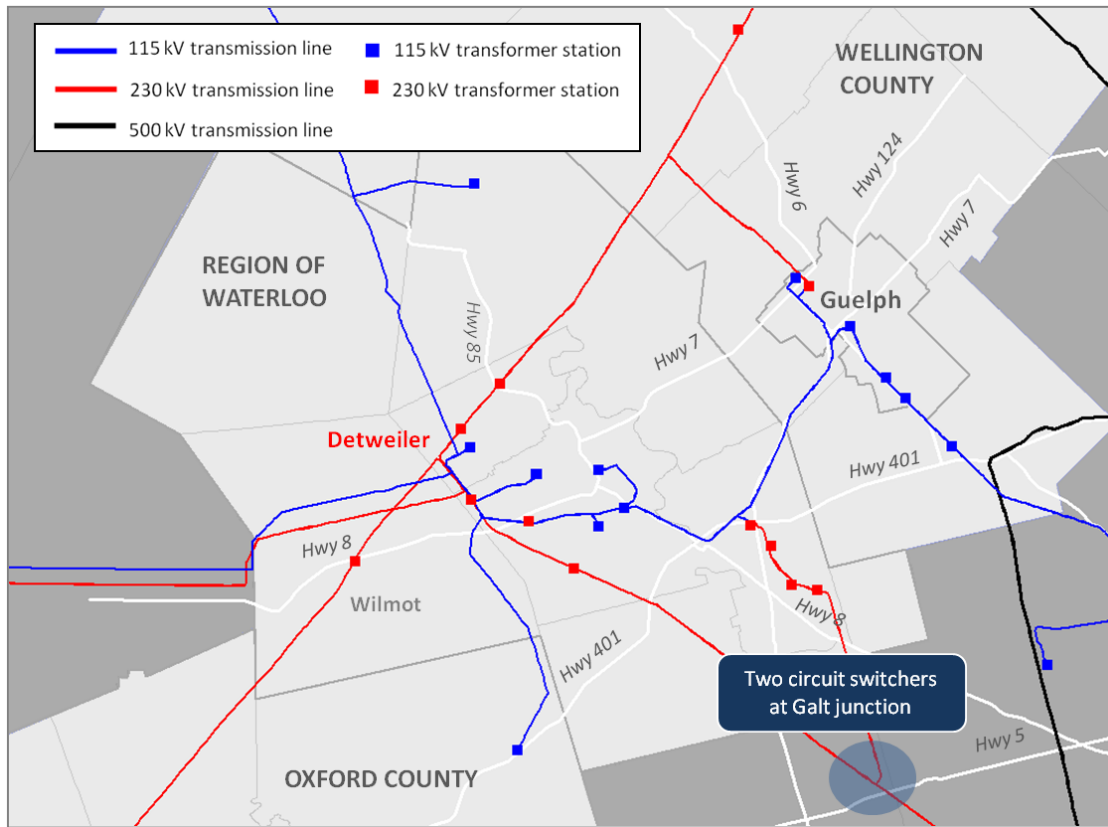 115 kV transmission line
115 kV transformer station
230 kV transmission line
230 kV transformer station
500 kV transmission line
WELLINGTON
COUNTY
Hwy 124
Hwy 6
Hwy 7
REGION OF
WATERLOO
Guelph
Hwy 85
Hwy 7
Detweiler
Hwy 401
Hwy 8
Wilmot
Hwy 8
Hwy 401
Two circuit switchers
at Galt junction
Hwy 5
OXFORD COUNTY